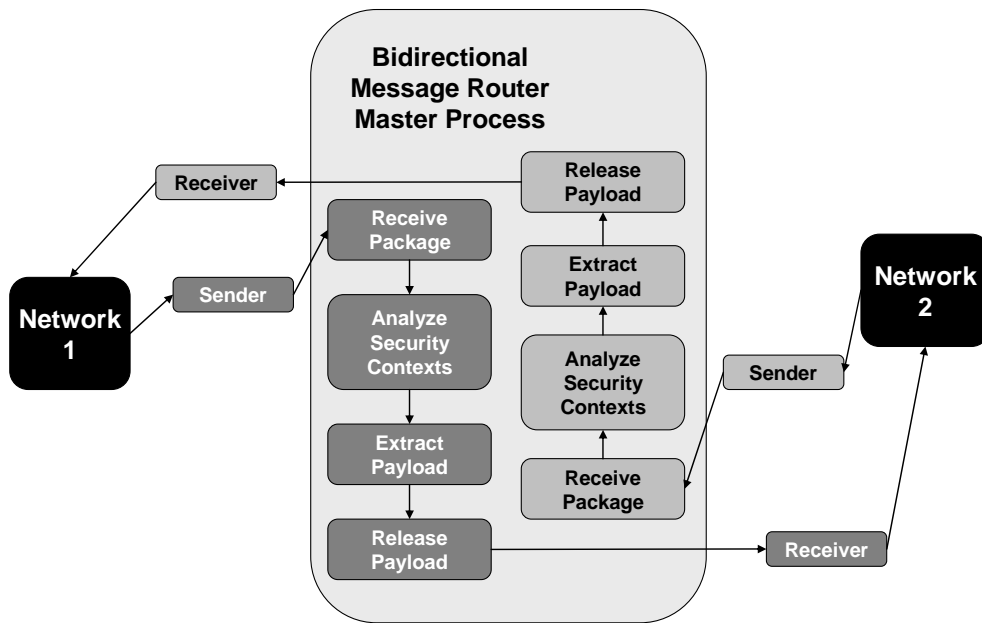 Bidirectional
Message Router
Master Process
Receiver
Release
Payload
Receive
Package
Network
1
Sender
Extract
Payload
Network
2
Analyze
Security
Contexts
Analyze
Security
Contexts
Sender
Extract
Payload
Receive
Package
Release
Payload
Receiver